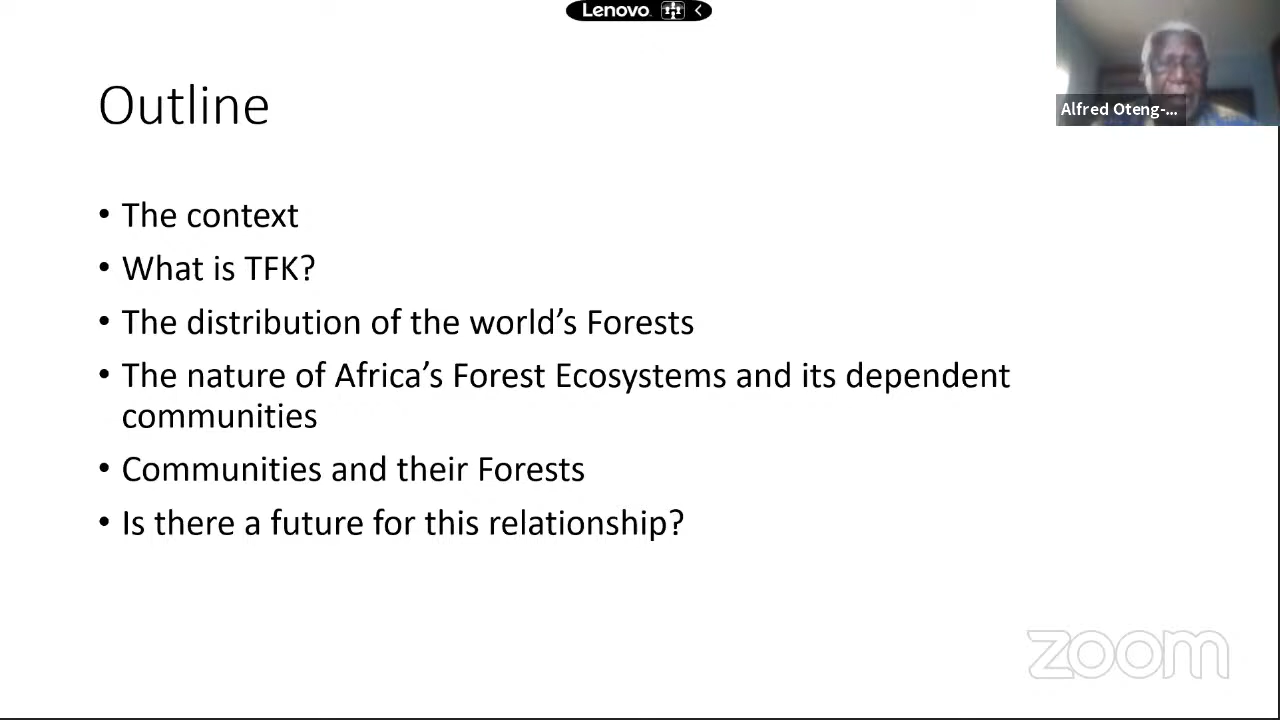 Lenovo
Outline
Alfred Oteng-...
• The context
• What is TFK?
• The distribution of the world’s Forests
• The nature of Africa’s Forest Ecosystems and its dependent
communities
• Communities and their Forests
• Is there a future for this relationship?
zoom